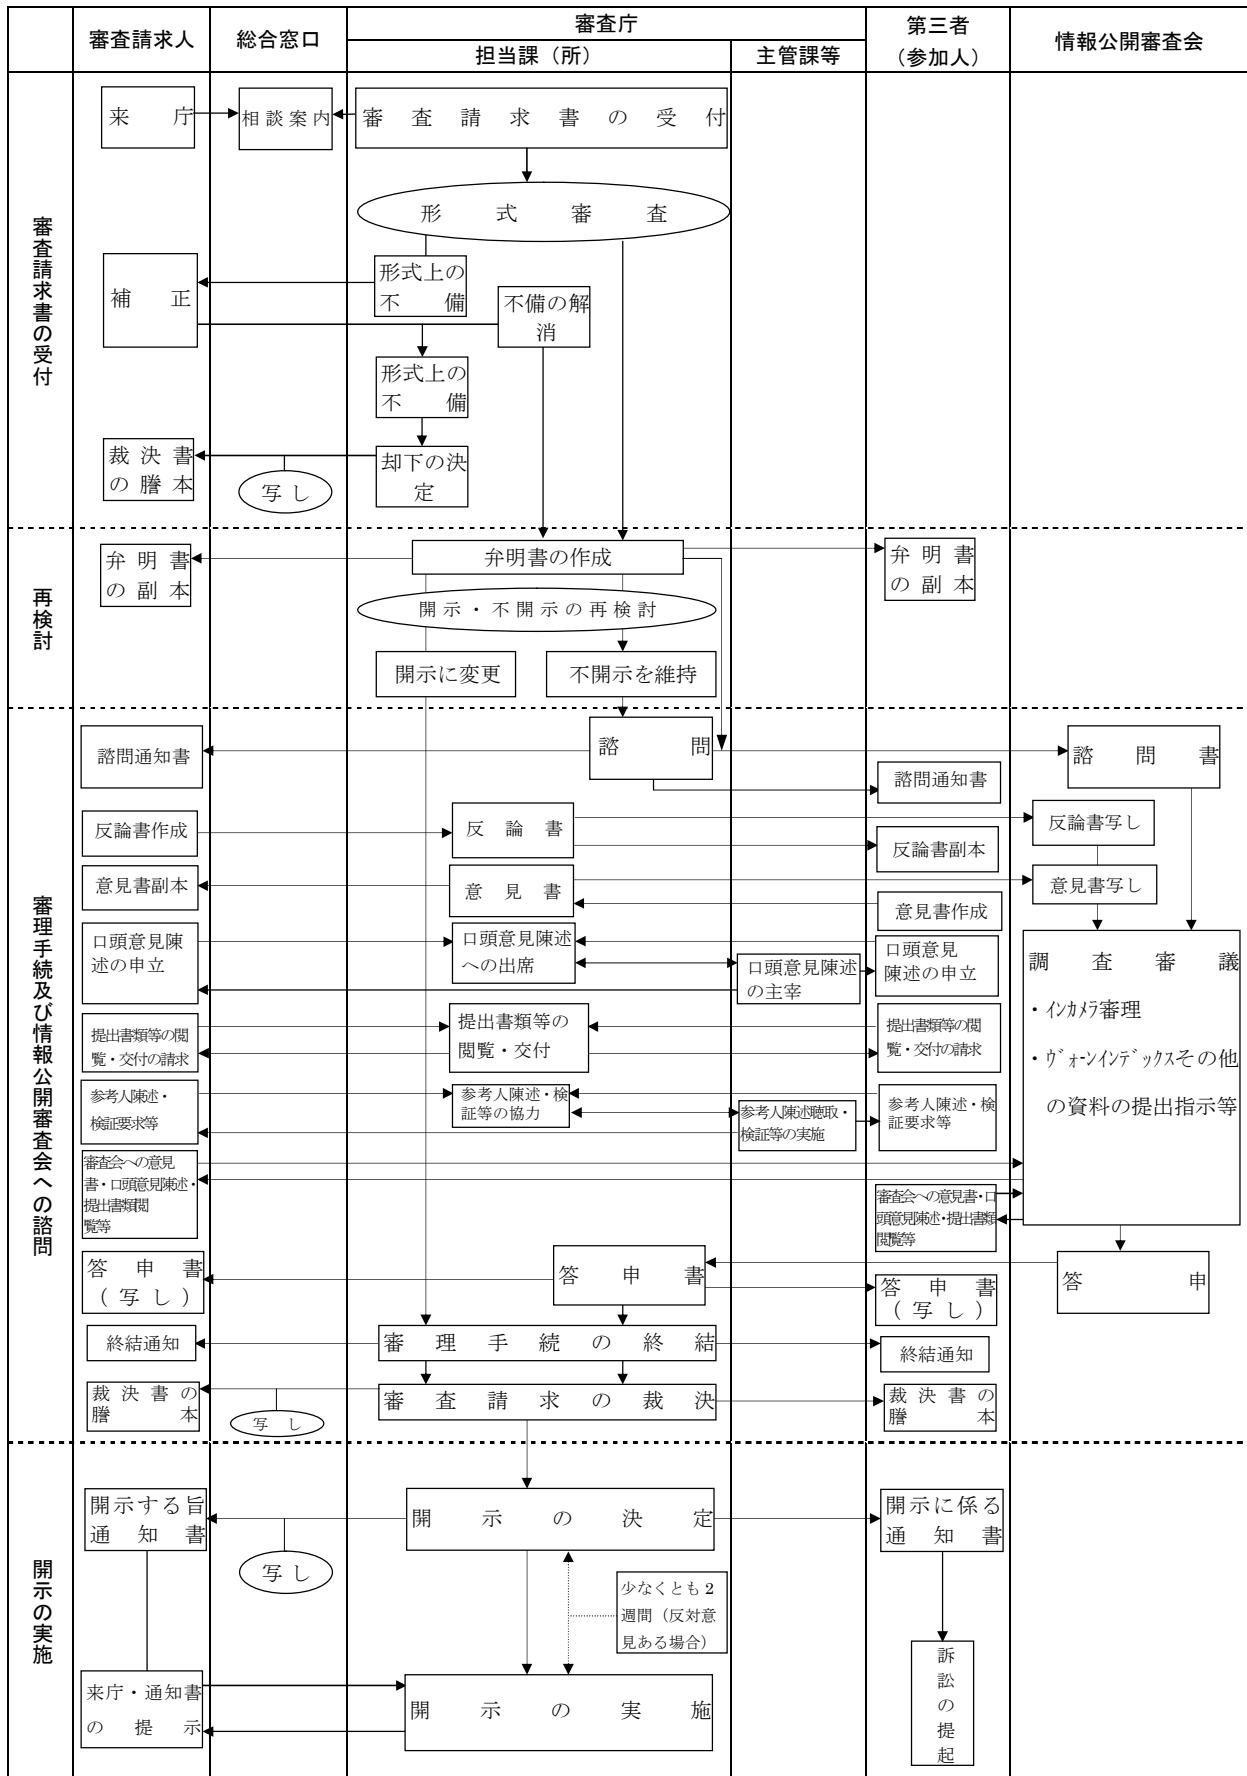 審査請求人
総合窓口
審査庁
担当課（所）
主管課等
第三者
（参加人）
情報公開審査会
審査請求書の受付
来庁
相談案内
審査請求書の受付
形式審査
補正
形式上の
不備
不備の解
消
形式上の
不備
裁決書
の謄本
写し
却下の決
定
再検討
弁明書
の副本
弁明書の作成
弁明書
の副本
開示・不開示の再検討
開示に変更
不開示を維持
審理手続及び情報公開審査会への諮問
諮問通知書
諮問
諮問書
諮問通知書
反論書作成
反論書
反論書写し
反論書副本
意見書副本
意見書
意見書写し
意見書作成
口頭意見陳
述の申立
口頭意見陳述
への出席
口頭意見陳述
の主宰
口頭意見
陳述の申立
調査審議
・インカメラ審理
・ヴォーンインデックスその他
の資料の提出指示等
提出書類等の閲
覧・交付の請求
提出書類等の
閲覧・交付
提出書類等の閲
覧・交付の請求
参考人陳述・
検証要求等
参考人陳述・検
証等の協力
参考人陳述聴取・
検証等の実施
参考人陳述・検
証要求等
審査会への意見
書・口頭意見陳述・
提出書類閲
覧等
審査会への意見書・口
頭意見陳述・提出書類
閲覧等
答申書
（写し）
答申書
答申書
（写し）
答申
終結通知
審理手続の終結
終結通知
裁決書の
謄本
写し
審査請求の裁決
裁決書の
謄本
開示の実施
開示する旨
通知書
写し
開示の決定
開示に係る
通知書
少なくとも2
週間（反対意
見ある場合）
来庁・通知書
の提示
開示の実施
訴訟の提起